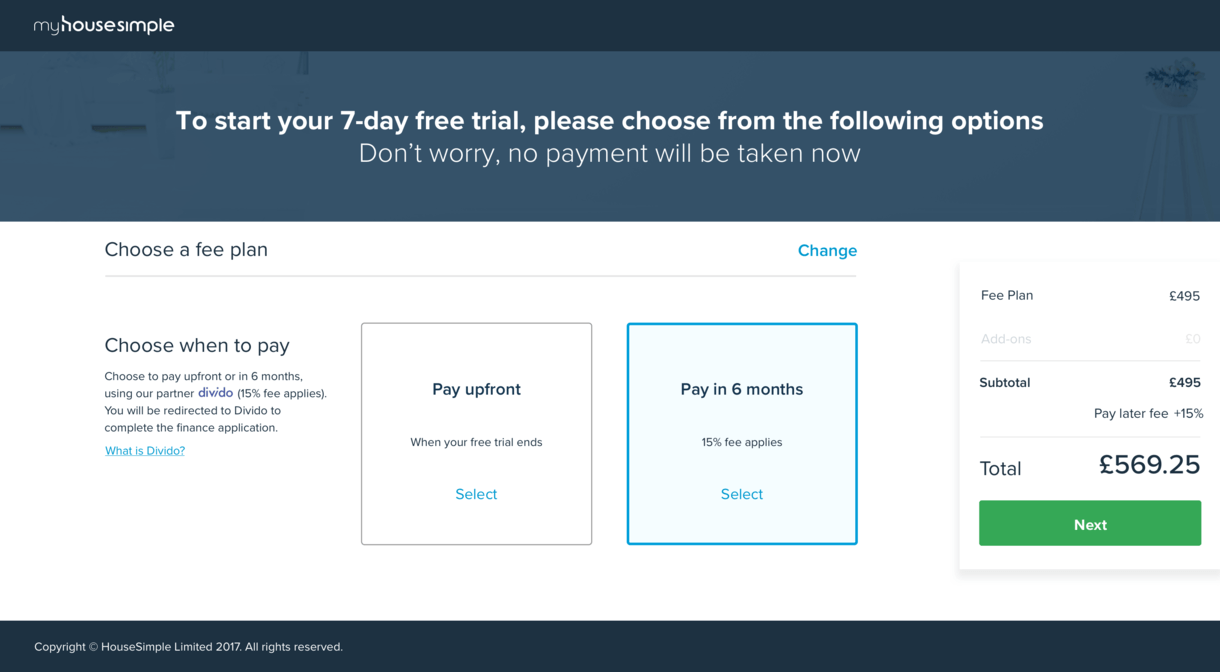 myhousesimple
To start your 7-day free trial, please choose from the following options
Don’t worry, no payment will be taken now
Choose a fee plan
Change
Choose when to pay
Choose to pay upfront or in 6 months,
using our partner divido (15% fee applies).
You will be redirected to Divido to
complete the finance application.
What is Divido?
Pay upfront
When your free trial ends
Select
Pay in 6 months
15% fee applies
Select
Fee Plan £495
Add-ons £0
Subtotal £495
Pay later fee +15%
Total £569.25
Next
Copyright © HouseSimple Limited 2017. All rights reserved.